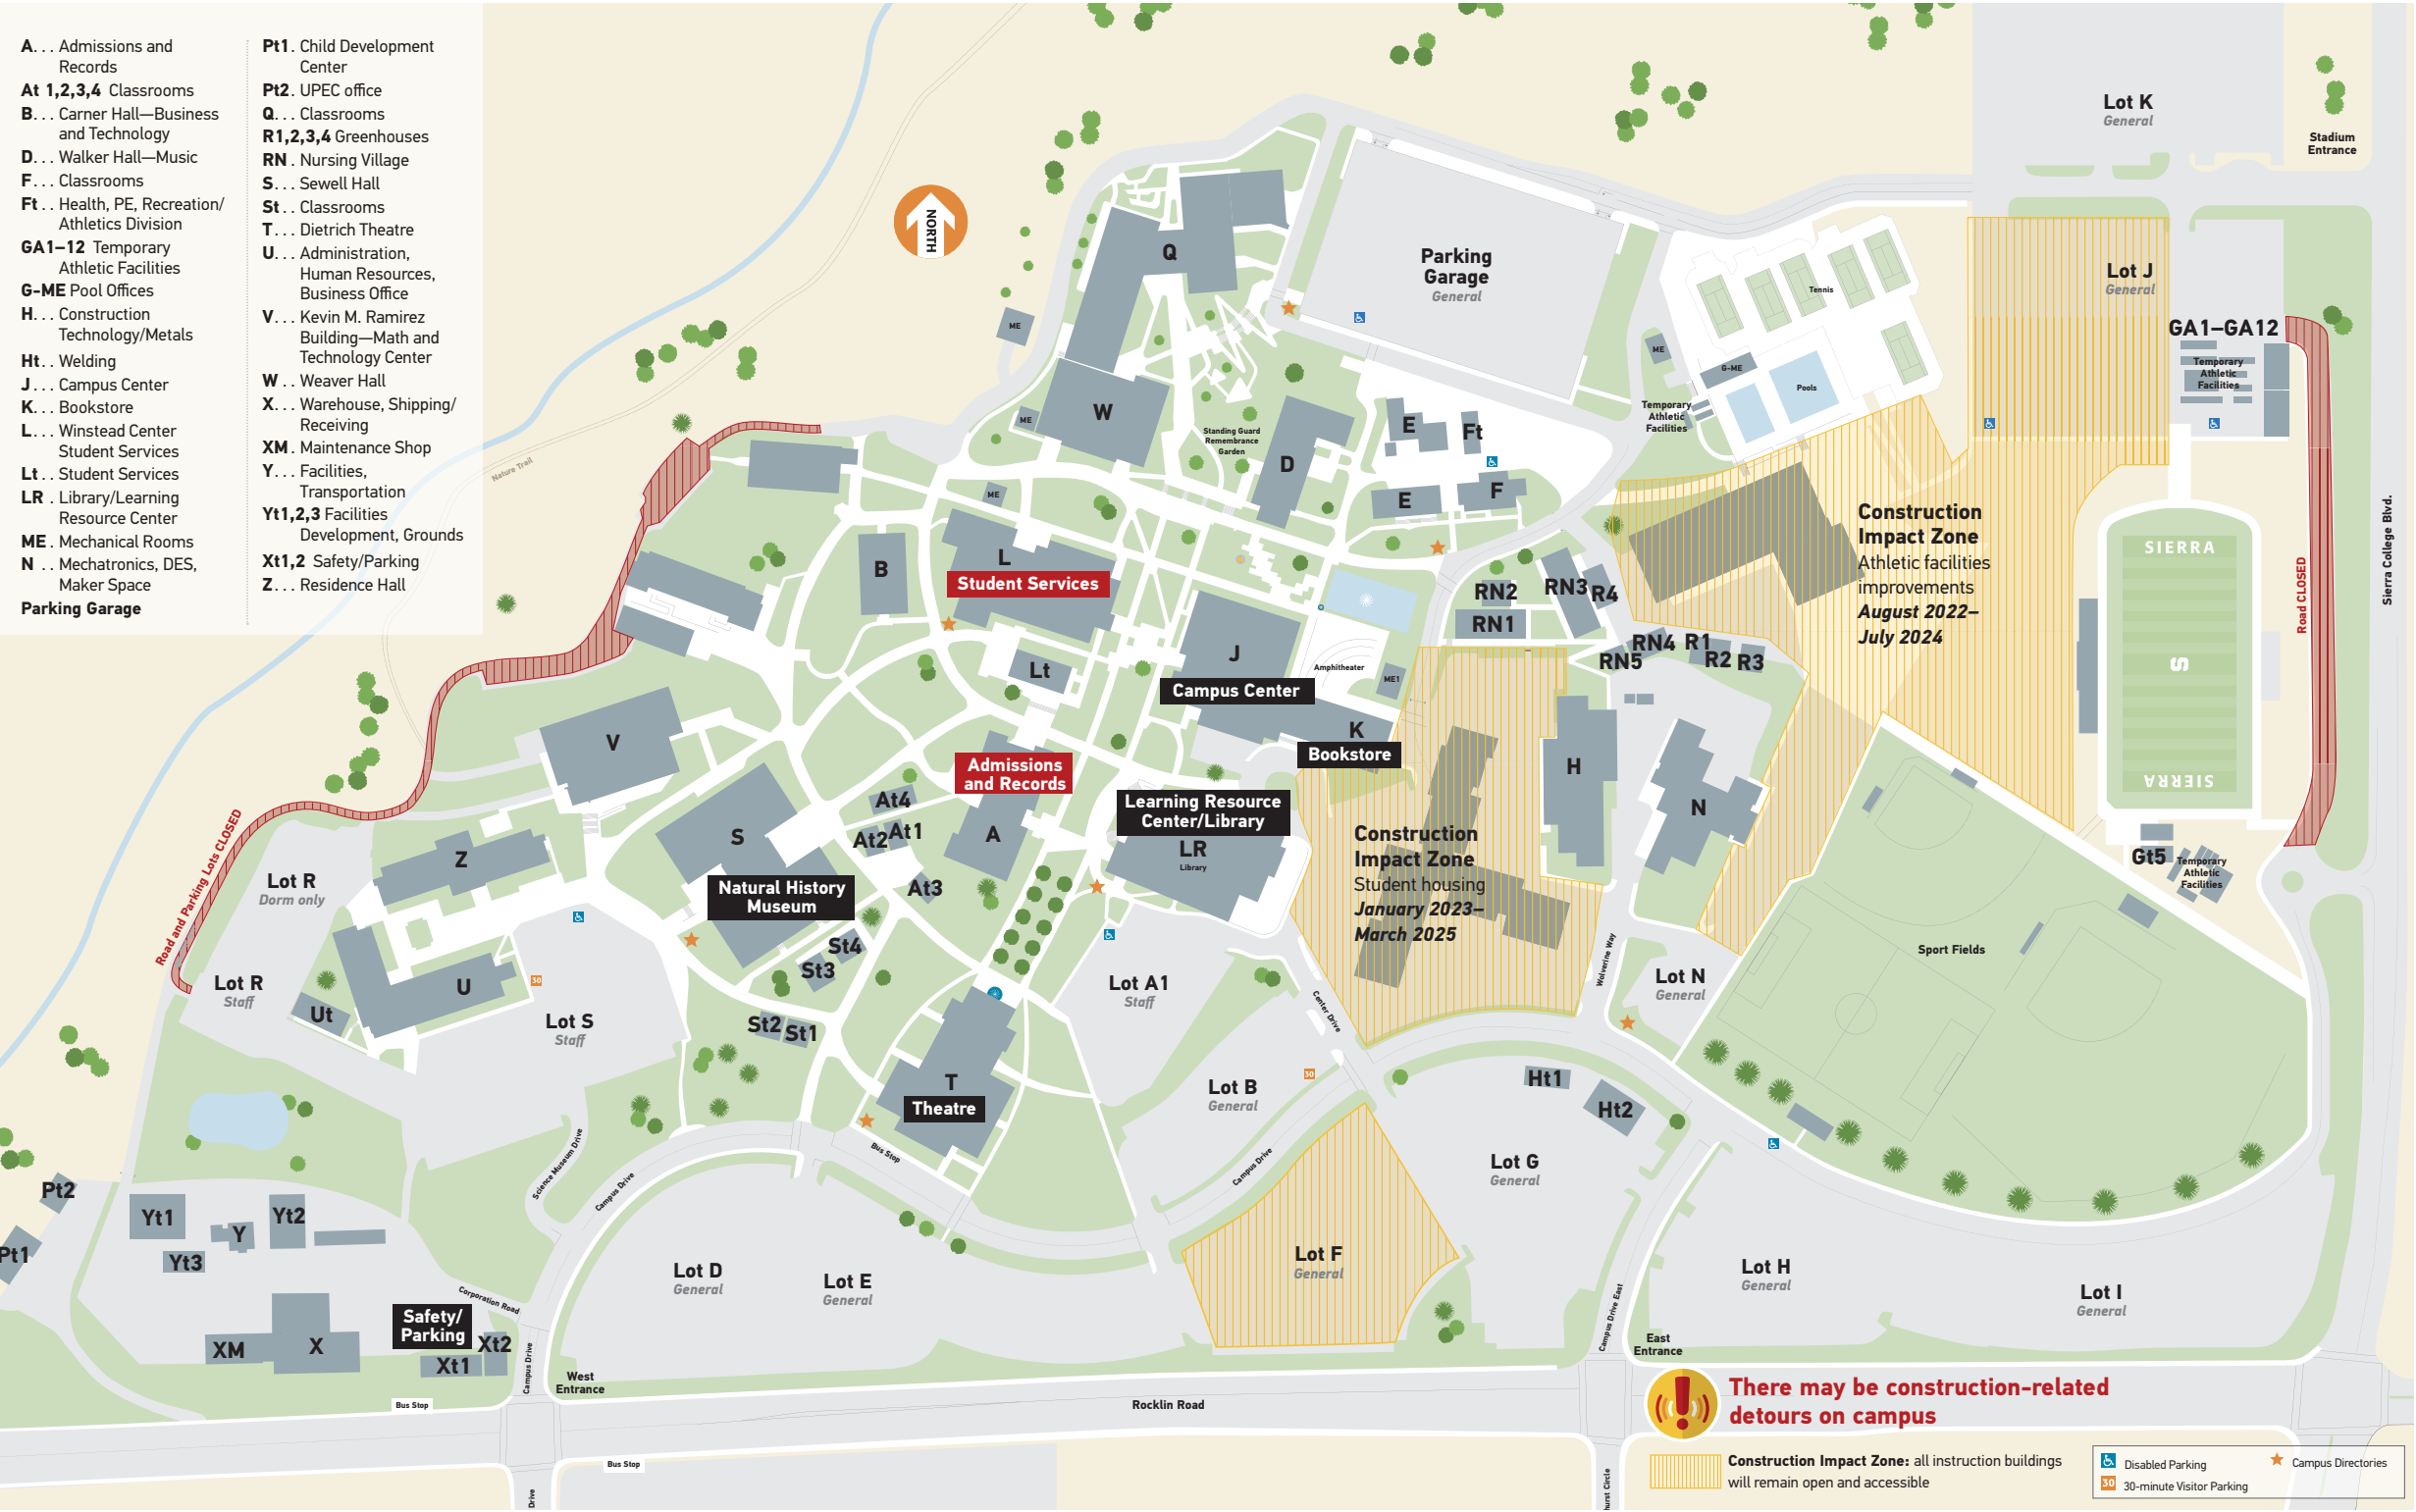 A. . . Admissions and
Records
At 1,2,3,4 Classrooms
B. . . Carner Hall—Business
and Technology
D. . . Walker Hall—Music
F. . . Classrooms
Ft . . Health, PE, Recreation/
Athletics Division
GA1–12 Temporary
Athletic Facilities
G-ME Pool Offices
H. . . Construction
Technology/Metals
Ht. . Welding
J . . . Campus Center
K. . . Bookstore
L. . . Winstead Center
Student Services
Lt . . Student Services
LR . Library/Learning
Resource Center
ME . Mechanical Rooms
N . . Mechatronics, DES,
Maker Space
Parking Garage
Pt1. Child Development
Center
Pt2. UPEC office
Q. . . Classrooms
R1,2,3,4 Greenhouses
RN . Nursing Village
S. . . Sewell Hall
St . . Classrooms
T. . . Dietrich Theatre
U. . . Administration,
Human Resources,
Business Office
V. . . Kevin M. Ramirez
Building—Math and
Technology Center
W . . Weaver Hall
X. . . Warehouse, Shipping/
Receiving
XM. Maintenance Shop
Y. . . Facilities,
Transportation
Yt1,2,3 Facilities
Development, Grounds
Xt1,2 Safety/Parking
Z. . . Residence Hall
NORTH
Nature Trail
Lot K
General
Stadium
Entrance
Q
Parking
Garage
General
Tennis
Lot J
General
ME
ME
G-ME
Pools
GA1–GA12
Temporary
Athletic
Facilities
Temporary
Athletic
Facilities
W
ME
Standing Guard
Remembrance
Garden
D
E
Ft
E
F
ME
Construction
Impact Zone
Athletic facilities
improvements
August 2022–
July 2024
SIERRA
S
SIERRA
Road CLOSED
Sierra College Blvd.
B
L
Student Services
RN2
RN3
R4
RN1
RN4
R1
RN5
R2
R3
J
Campus Center
Amphitheater
ME1
Lt
K
Bookstore
V
Admissions
and Records
H
N
At4
At2
At1
A
Learning Resource
Center/Library
LR
Library
Construction
Impact Zone
Student housing
January 2023–
March 2025
S
Natural History
Museum
At3
Gt5
Temporary
Athletic
Facilities
Road and Parking Lots CLOSED
Z
Lot R
Dorm only
Lot R
Staff
U
30
Ut
Lot S
Staff
St4
St3
St2
St1
Lot A1
Staff
Center Drive
Wolverine Way
Lot N
General
Sport Fields
T
Theatre
Lot B
General
30
Ht1
Ht2
Bus Stop
Campus Drive
Science Museum Drive
Campus Drive
Lot G
General
Pt2
Pt1
Yt1
Y
Yt2
Yt3
Lot D
General
Lot E
General
Lot F
General
Lot H
General
Lot I
General
Corporation Road
Safety/
Parking
XM
X
Xt1
Xt2
Campus Drive
West
Entrance
Campus Drive East
East
Entrance
Bus Stop
Rocklin Road
Bus Stop
Drive
hurst Circle
There may be construction-related
detours on campus
Construction Impact Zone: all instruction buildings
will remain open and accessible
Disabled Parking
Campus Directories
30 30-minute Visitor Parking